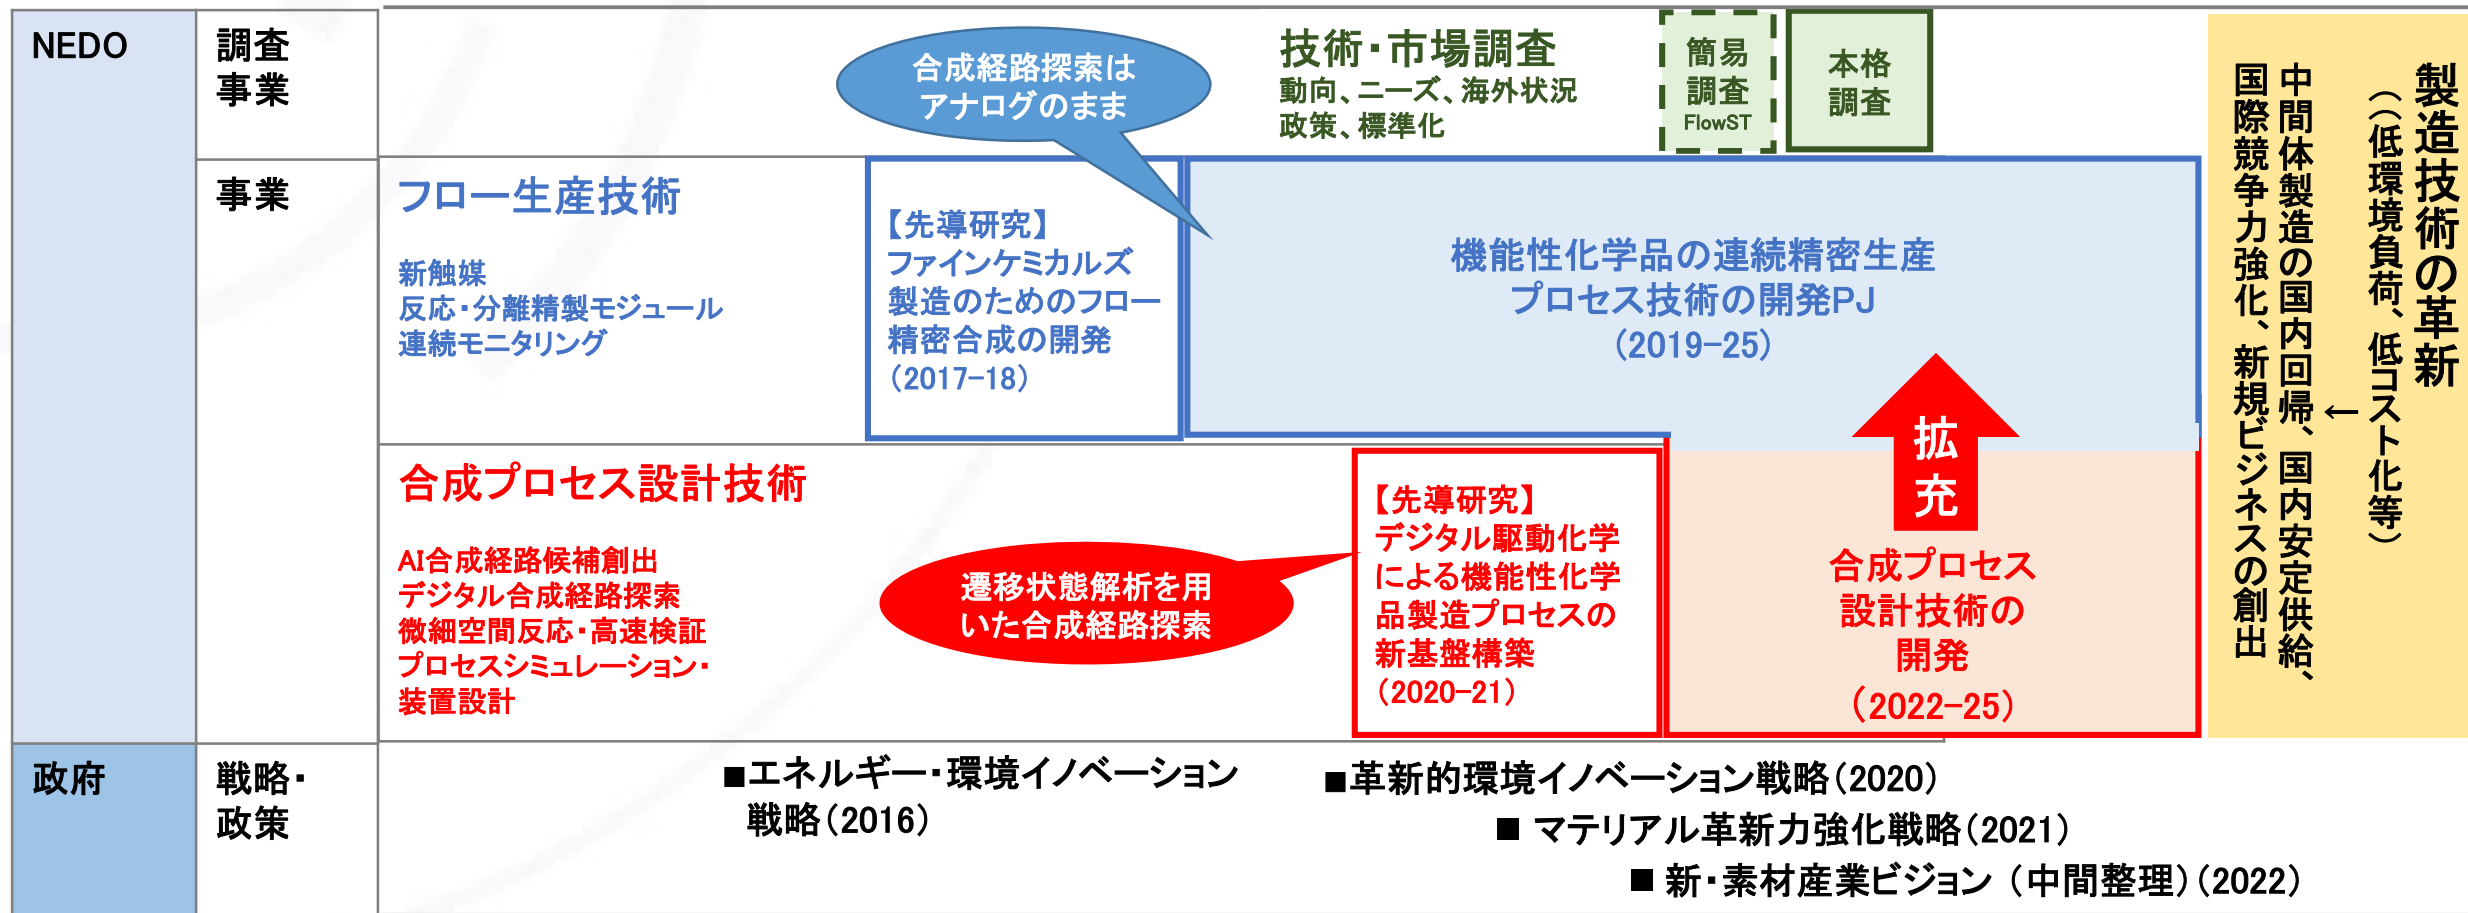 NEDO
調査
事業
合成経路探索は
アナログのまま
技術・市場調査
動向、ニーズ、海外状況
政策、標準化
簡易
調査
FlowST
本格
調査
事業
フロー生産技術
新触媒
反応・分離精製モジュール
連続モニタリング
【先導研究】
ファインケミカルズ
製造のためのフロー
精密合成の開発
(2017-18)
機能性化学品の連続精密生産
プロセス技術の開発PJ
(2019-25)
拡
充
合成プロセス設計技術
AI合成経路候補創出
デジタル合成経路探索
微細空間反応・高速検証
プロセスシミュレーション・
装置設計
遷移状態解析を用
いた合成経路探索
【先導研究】
デジタル駆動化学
による機能性化学
品製造プロセスの
新基盤構築
(2020-21)
合成プロセス
設計技術の
開発
(2022-25)
製造技術の革新
((低環境負荷、低コスト化等)
↓
中間体製造の国内回帰、国内安定供給、
国際競争力強化、新規ビジネスの創出
政府
戦略・
政策
■エネルギー・環境イノベーション
戦略(2016)
■革新的環境イノベーション戦略(2020)
■ マテリアル革新力強化戦略(2021)
■ 新・素材産業ビジョン (中間整理)(2022)